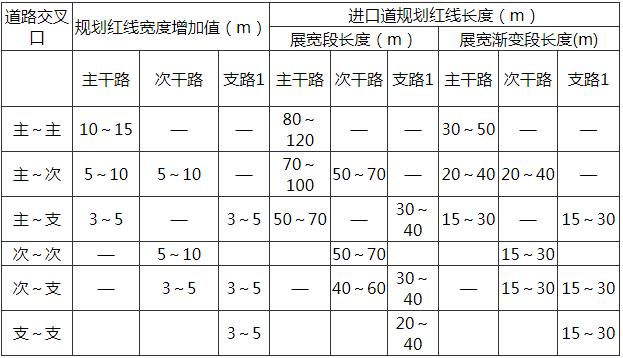 道路交叉口 规划红线宽度增加值（m） 进口道规划红线长度（m）
展宽段长度（m） 展宽渐变段长度(m)
主干路 次干路 支路1 主干路 次干路 支路1 主干路 次干路 支路1
主～主 10～15 — — 80～120 — — 30～50 — —
主～次 5～10 5～10 — 70～100 50～70 — 20～40 20～40 —
主～支 3～5 — 3～5 50～70 — 30～40 15～30 — 15～30
次～次 — 5～10 50～70 15～30
次～支 — 3～5 3～5 — 40～60 30～40 — 15～30 15～30
支～支 3～5 20～40 15～30